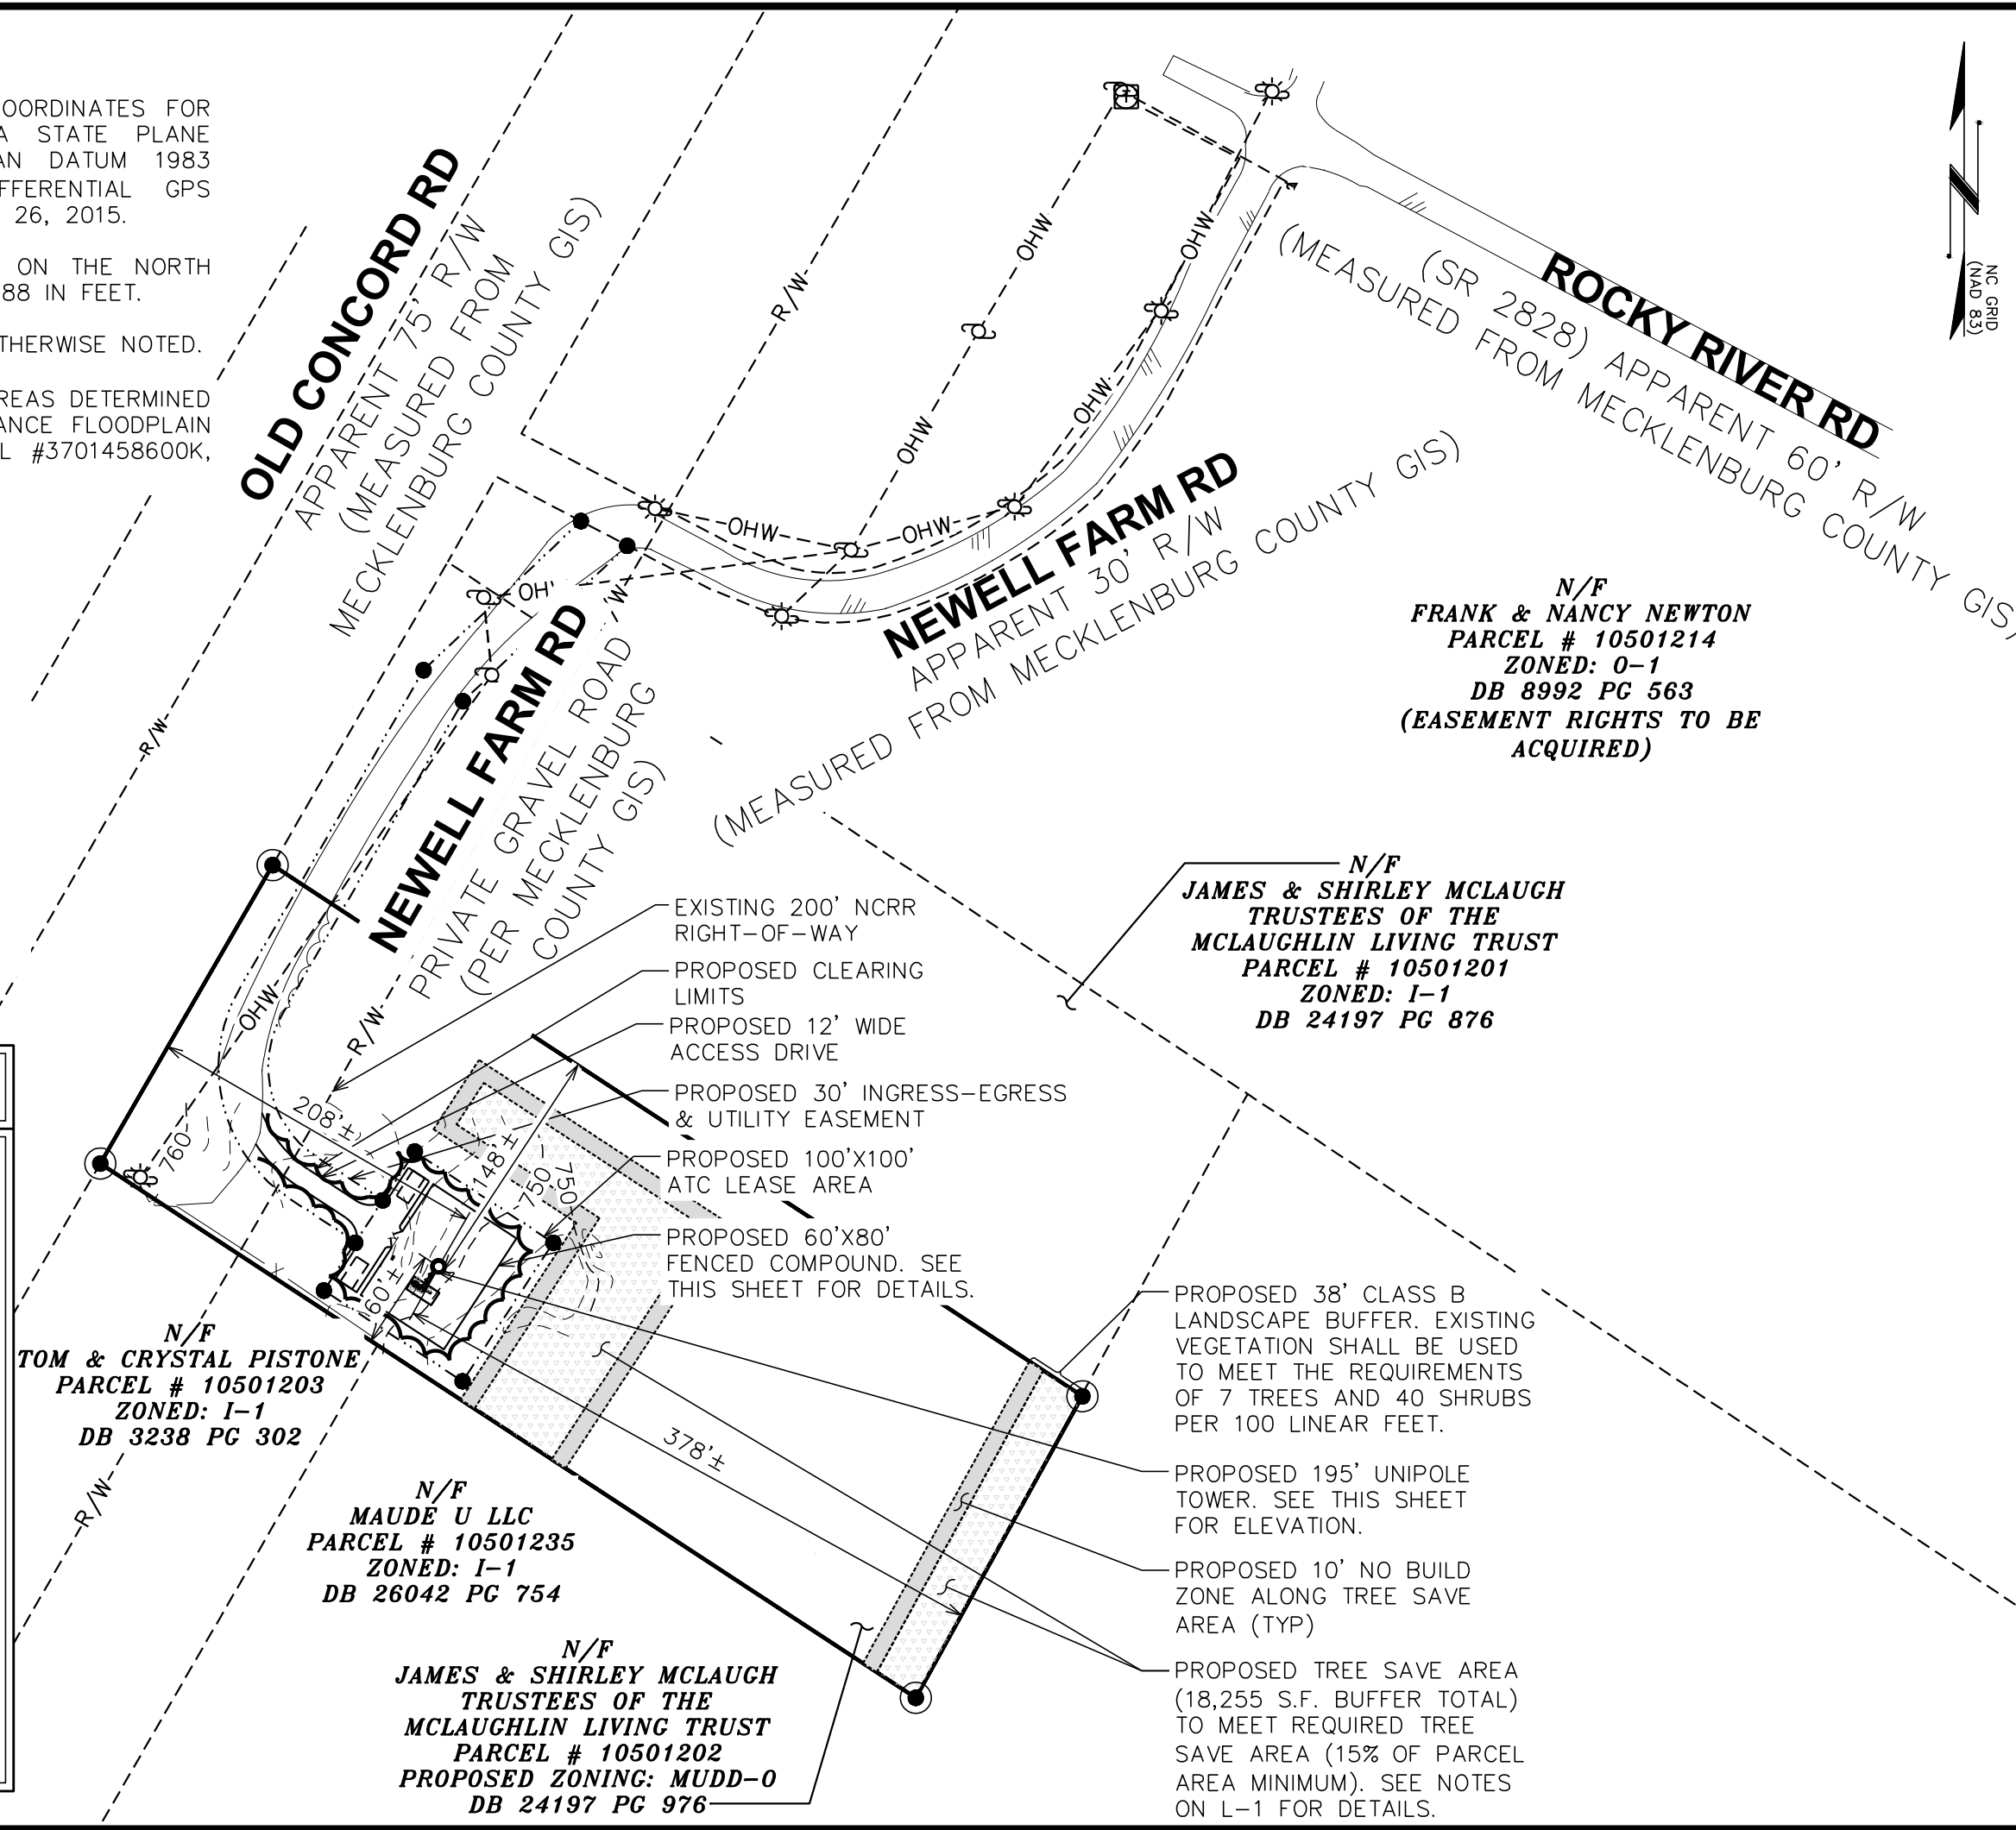 OORDINATES FOR
A STATE PLANE
AN DATUM 1983
FFERENTIAL GPS
26, 2015.
ON THE NORTH
88 IN FEET.
THERWISE NOTED.
REAS DETERMINED
ANCE FLOODPLAIN
L #3701458600K,
OLD CONCORD RD
APPARENT 75' R/W
(MEASURED FROM
MECKLENBURG COUNTY GIS)
R/W
OHW
OHW
OHW
OHW
OHW
OHW
OH
ROCKY RIVER RD
(SR 2828) APPARENT 60' R/W
(MEASURED FROM MECKLENBURG COUNTY GIS)
NC GRID
(NAD 83)
NEWELL FARM RD
APPARENT 30' R/W
(MEASURED FROM MECKLENBURG COUNTY GIS)
N/F
FRANK & NANCY NEWTON
PARCEL # 10501214
ZONED: O-1
DB 8992 PG 563
(EASEMENT RIGHTS TO BE
ACQUIRED)
R/W
'W
NEWELL FARM RD
PRIVATE GRAVEL ROAD
(PER MECKLENBURG
COUNTY GIS)
N/F
JAMES & SHIRLEY MCLAUGH
TRUSTEES OF THE
MCLAUGHLIN LIVING TRUST
PARCEL # 10501201
ZONED: I-1
DB 24197 PG 876
EXISTING 200' NCRR
RIGHT-OF-WAY
PROPOSED CLEARING
LIMITS
PROPOSED 12' WIDE
ACCESS DRIVE
PROPOSED 30' INGRESS-EGRESS
& UTILITY EASEMENT
PROPOSED 100'X100'
ATC LEASE AREA
PROPOSED 60'X80'
FENCED COMPOUND. SEE
THIS SHEET FOR DETAILS.
OHW
R/W
208'±
148'±
760
750
750
60'±
378'±
N/F
TOM & CRYSTAL PISTONE
PARCEL # 10501203
ZONED: I-1
DB 3238 PG 302
R/W
N/F
MAUDE U LLC
PARCEL # 10501235
ZONED: I-1
DB 26042 PG 754
N/F
JAMES & SHIRLEY MCLAUGH
TRUSTEES OF THE
MCLAUGHLIN LIVING TRUST
PARCEL # 10501202
PROPOSED ZONING: MUDD-O
DB 24197 PG 976
PROPOSED 38' CLASS B
LANDSCAPE BUFFER. EXISTING
VEGETATION SHALL BE USED
TO MEET THE REQUIREMENTS
OF 7 TREES AND 40 SHRUBS
PER 100 LINEAR FEET.
PROPOSED 195' UNIPOLE
TOWER. SEE THIS SHEET
FOR ELEVATION.
PROPOSED 10' NO BUILD
ZONE ALONG TREE SAVE
AREA (TYP)
PROPOSED TREE SAVE AREA
(18,255 S.F. BUFFER TOTAL)
TO MEET REQUIRED TREE
SAVE AREA (15% OF PARCEL
AREA MINIMUM). SEE NOTES
ON L-1 FOR DETAILS.